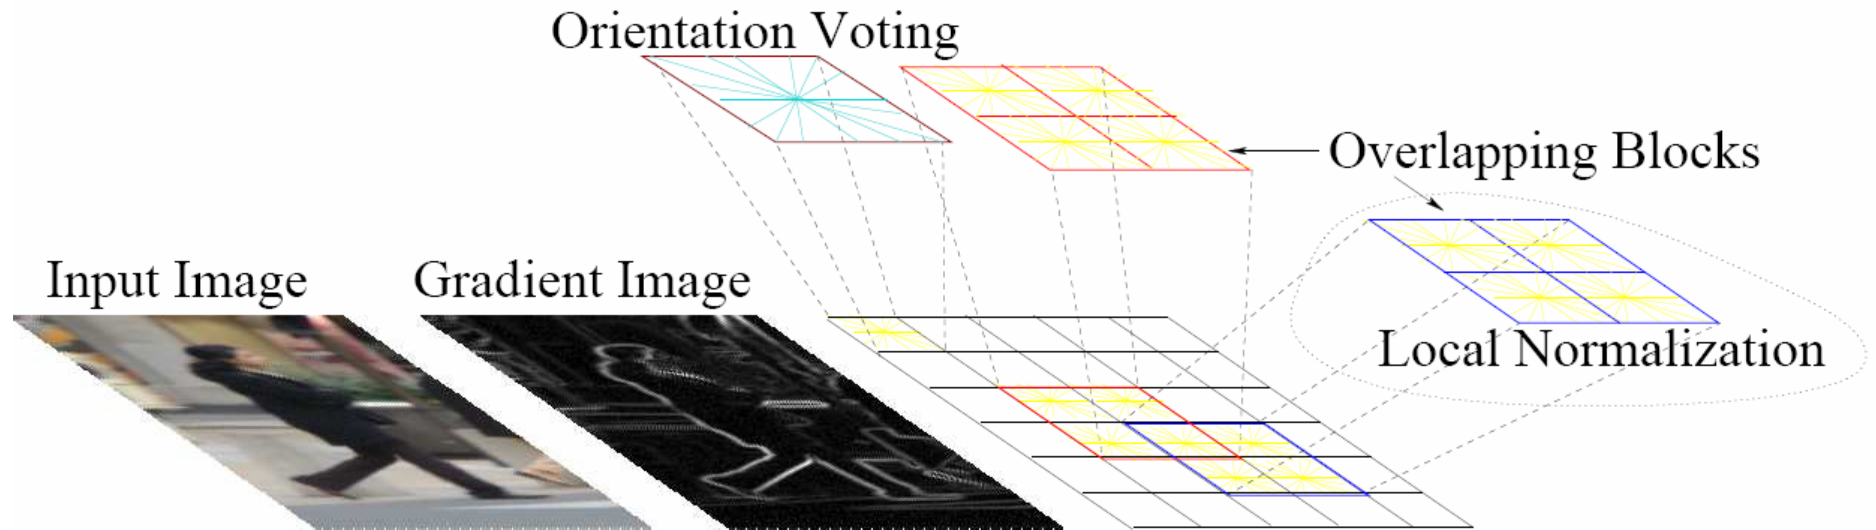 Orientation Voting
Overlapping Blocks
Input Image
Gradient Image
Local Normalization